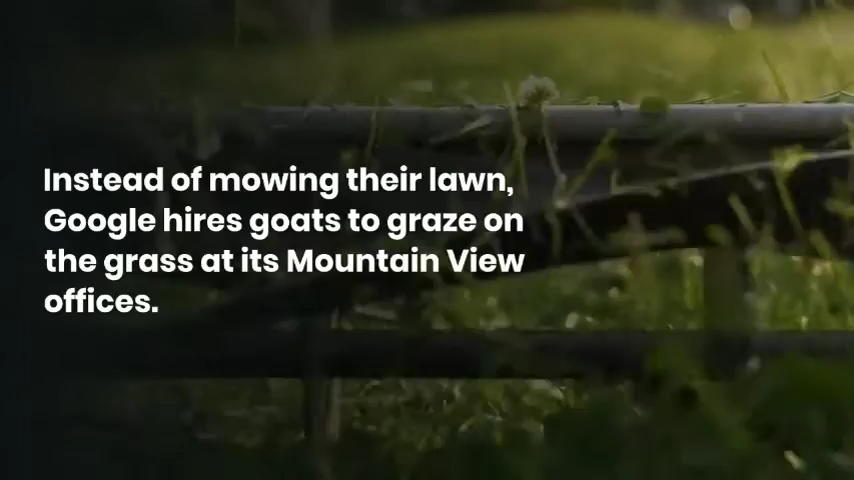 Instead of mowing their lawn,
Google hires goats to graze on
the grass at its Mountain View
offices.